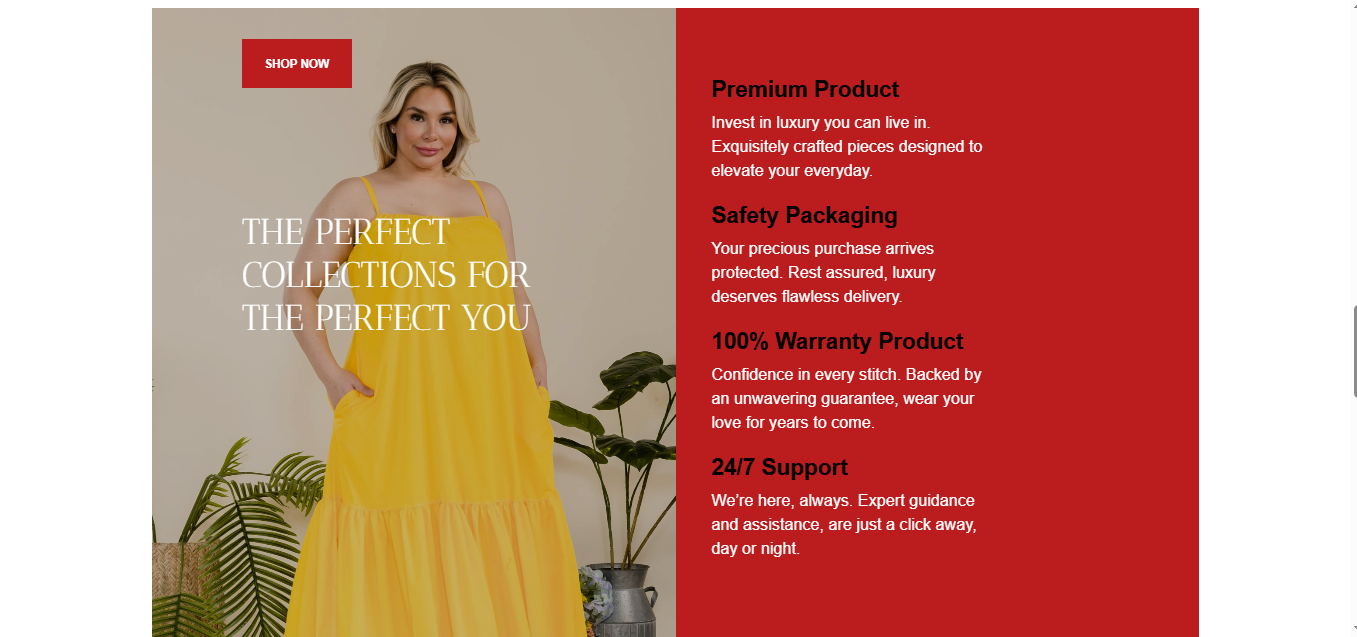 SHOP NOW
THE PERFECT
COLLECTIONS FOR
THE PERFECT YOU
Premium Product
Invest in luxury you can live in.
Exquisitely crafted pieces designed to
elevate your everyday.
Safety Packaging
Your precious purchase arrives
protected. Rest assured, luxury
deserves flawless delivery.
100% Warranty Product
Confidence in every stitch. Backed by
an unwavering guarantee, wear your
love for years to come.
24/7 Support
We’re here, always. Expert guidance
and assistance, are just a click away,
day or night.